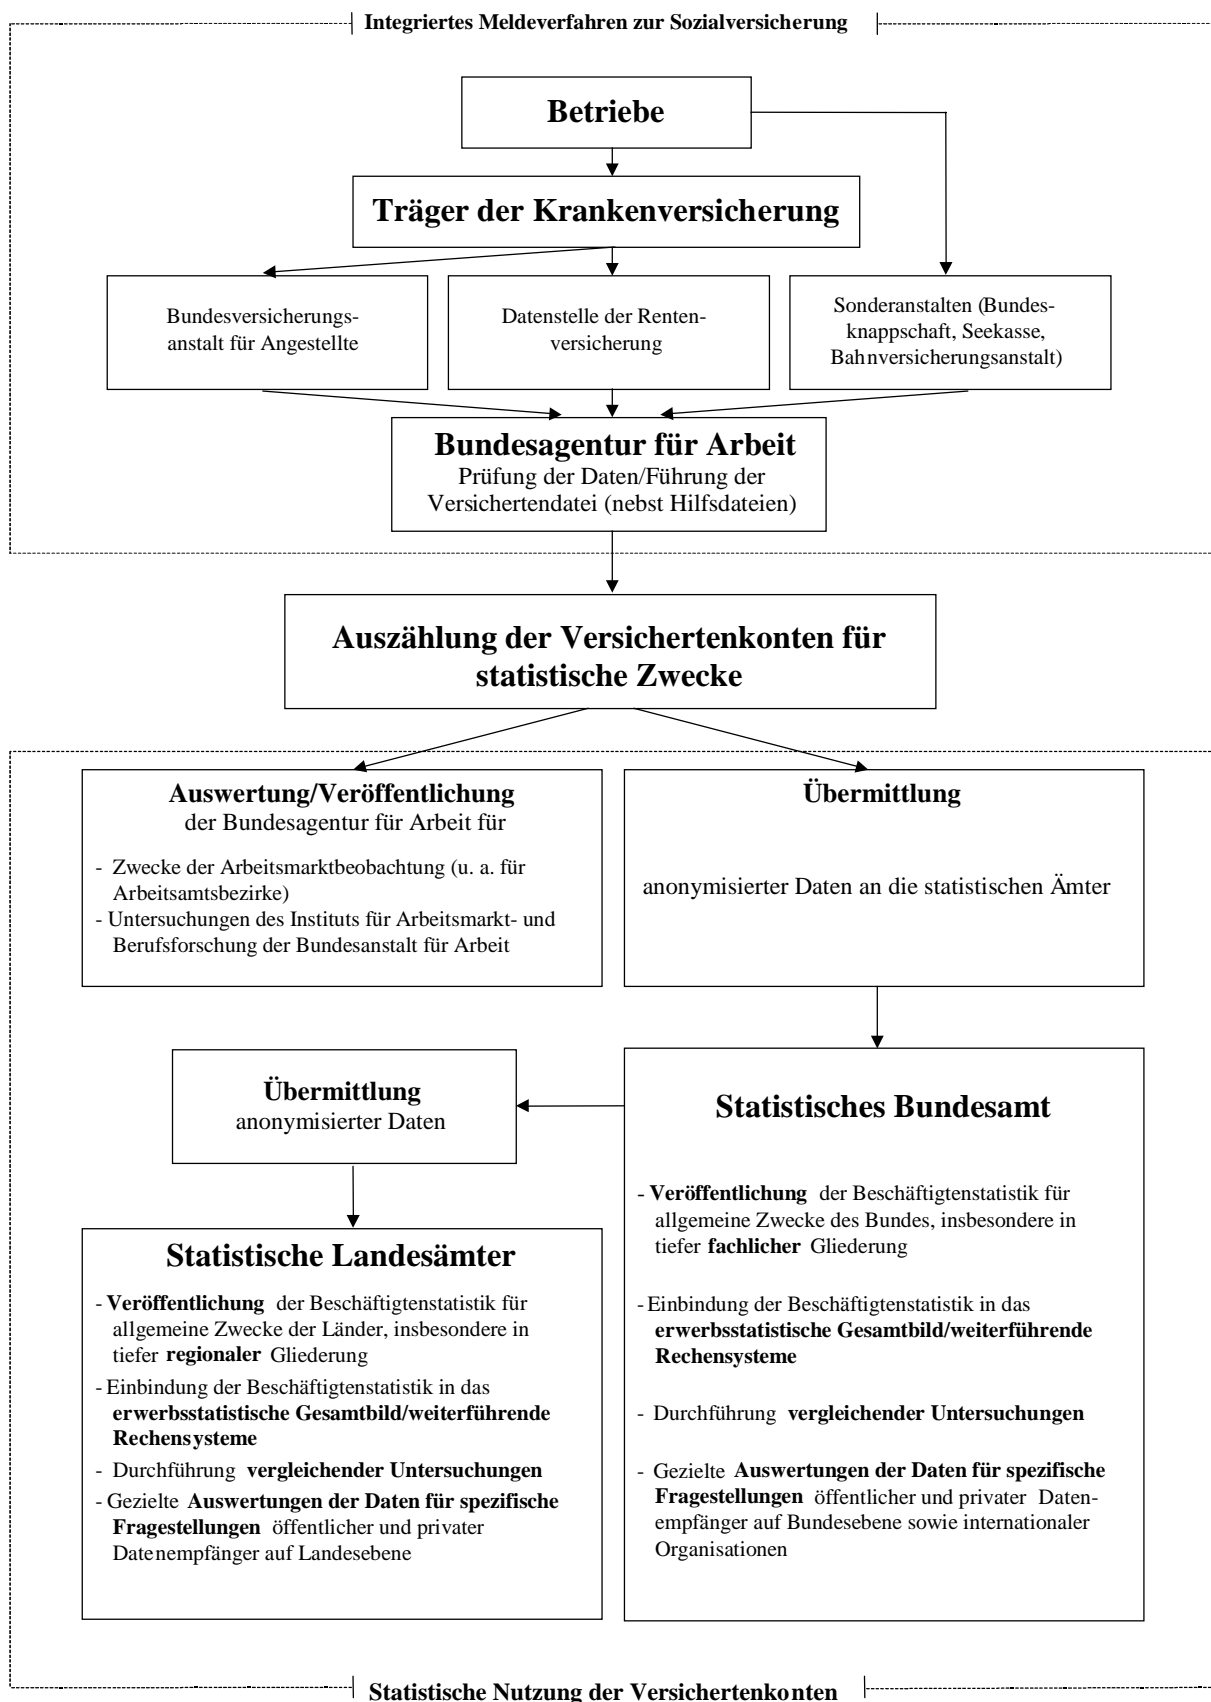 Integriertes Meldeverfahren zur Sozialversicherung
Betriebe
Träger der Krankenversicherung
Bundesversicherungs-
anstalt für Angestellte
Datenstelle der Renten-
versicherung
Sonderanstalten (Bundes-
knappschaft, Seekasse,
Bahnversicherungsanstalt)
Bundesagentur für Arbeit
Prüfung der Daten/Führung der
Versichertendatei (nebst Hilfsdateien)
Auszählung der Versichertenkonten für
statistische Zwecke
Auswertung/Veröffentlichung
der Bundesagentur für Arbeit für
- Zwecke der Arbeitsmarktbeobachtung (u. a. für
Arbeitsamtsbezirke)
- Untersuchungen des Instituts für Arbeitsmarkt- und
Berufsforschung der Bundesanstalt für Arbeit
Übermittlung
anonymisierter Daten an die statistischen Ämter
Übermittlung
anonymisierter Daten
Statistisches Bundesamt
- Veröffentlichung der Beschäftigtenstatistik für
allgemeine Zwecke des Bundes, insbesondere in
tiefer fachlicher Gliederung
- Einbindung der Beschäftigtenstatistik in das
erwerbsstatistische Gesamtbild/weiterführende
Rechensysteme
- Durchführung vergleichender Untersuchungen
- Gezielte Auswertungen der Daten für spezifische
Fragestellungen öffentlicher und privater Daten-
empfänger auf Bundesebene sowie internationaler
Organisationen
Statistische Landesämter
- Veröffentlichung der Beschäftigtenstatistik für
allgemeine Zwecke der Länder, insbesondere in
tiefer regionaler Gliederung
- Einbindung der Beschäftigtenstatistik in das
erwerbsstatistische Gesamtbild/weiterführende
Rechensysteme
- Durchführung vergleichender Untersuchungen
- Gezielte Auswertungen der Daten für spezifische
Fragestellungen öffentlicher und privater
Datenempfänger auf Landesebene
Statistische Nutzung der Versichertenkonten